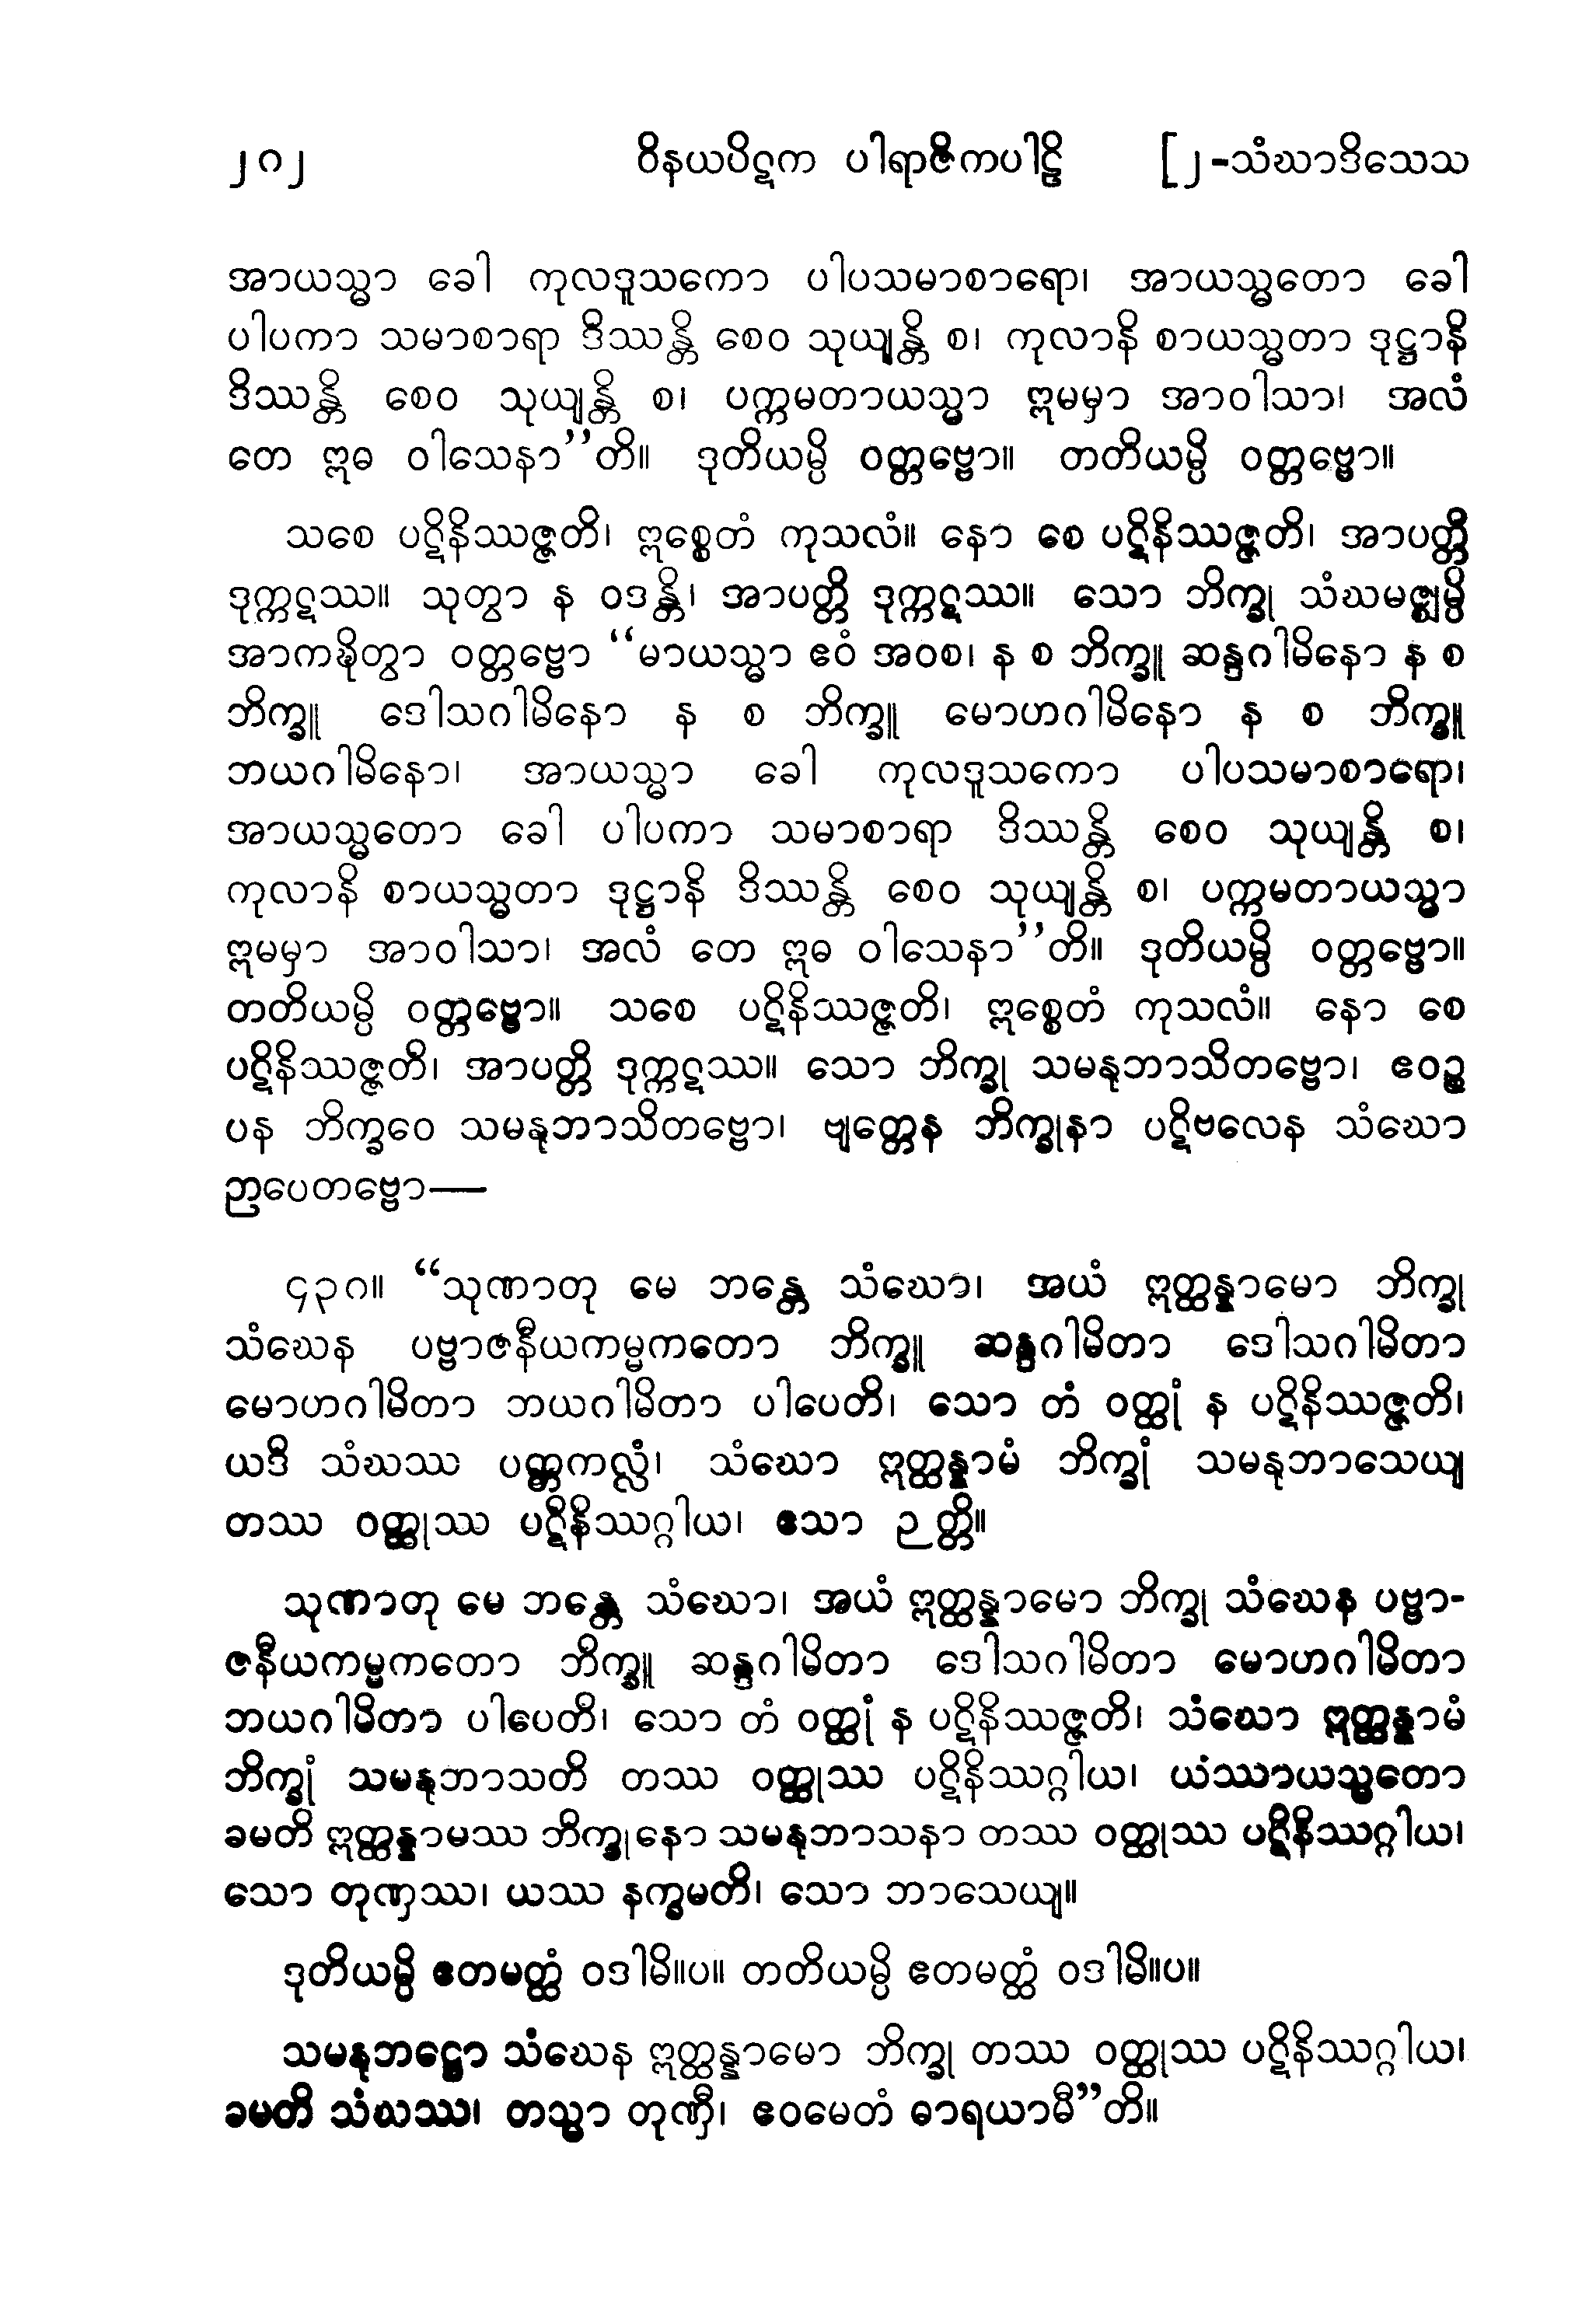 ၂၈၂ ဝိနယပိဋက ပါရာဇိကပါဠိ [၂-သံဃာဒိသေသ
အာယသ္မာ ခေါ ကုလဒူသကော ပါပသမာစာရော၊ အာယသ္မတော ခေါ
ပါပကာ သမာစာရာ ဒိဿန္တိ စေဝ သုယျန္တိ စ၊ ကုလာနိ စာယသ္မတာ ဒုဋ္ဌာနိ
ဒိဿန္တိ စေဝ သုယျန္တိ စ၊ ပက္ကမတာယသ္မာ ဣမမှာ အာဝါသာ၊ အလံ
တေ ဣဓ ဝါသေနာ’’တိ။ ဒုတိယမ္ပိ ဝတ္တဗ္ဗော။ တတိယမ္ပိ ဝတ္တဗ္ဗော။
သစေ ပဋိနိဿဇ္ဇတိ၊ ဣစ္စေတံ ကုသလံ။ နော စေ ပဋိနိဿဇ္ဇတိ၊ အာပတ္တိ
ဒုက္ကဋဿ။ သုတွာ န ဝဒန္တိ၊ အာပတ္တိ ဒုက္ကဋဿ။ သော ဘိက္ခု သံဃမဇ္ဈမ္ပိ
အာကဍ္ဎိတွာ ဝတ္တဗ္ဗော “မာယသ္မာ ဧဝံ အဝစ၊ န စ ဘိက္ခူ ဆန္ဒဂါမိနော န စ
ဘိက္ခူ ဒေါသဂါမိနော န စ ဘိက္ခူ မောဟဂါမိနော န စ ဘိက္ခူ
ဘယဂါမိနော၊ အာယသ္မာ ခေါ ကုလဒူသကော ပါပသမာစာရော၊
အာယသ္မတော ခေါ ပါပကာ သမာစာရာ ဒိဿန္တိ စေဝ သုယျန္တိ စ၊
ကုလာနိ စာယသ္မတာ ဒုဋ္ဌာနိ ဒိဿန္တိ စေဝ သုယျန္တိ စ၊ ပက္ကမတာယသ္မာ
ဣမမှာ အာဝါသာ၊ အလံ တေ ဣဓ ဝါသေနာ’’တိ။ ဒုတိယမ္ပိ ဝတ္တဗ္ဗော။
တတိယမ္ပိ ဝတ္တဗ္ဗော။ သစေ ပဋိနိဿဇ္ဇတိ၊ ဣစ္စေတံ ကုသလံ။ နော စေ
ပဋိနိဿဇ္ဇတိ၊ အာပတ္တိ ဒုက္ကဋဿ။ သော ဘိက္ခု သမနုဘာသိတဗ္ဗော၊ ဧဝဉ္စ
ပန ဘိက္ခဝေ သမနုဘာသိတဗ္ဗော၊ ဗျတ္တေန ဘိက္ခုနာ ပဋိဗလေန သံဃော
ဉာပေတဗ္ဗော—
၄၃၈။ “သုဏာတု မေ ဘန္တေ သံဃော၊ အယံ ဣတ္ထန္နာမော ဘိက္ခု
သံဃေန ပဗ္ဗာဇနီယကမ္မကတော ဘိက္ခူ ဆန္ဒဂါမိတာ ဒေါသဂါမိတာ
မောဟဂါမိတာ ဘယဂါမိတာ ပါပေတိ၊ သော တံ ဝတ္ထုံ န ပဋိနိဿဇ္ဇတိ၊
ယဒိ သံဃဿ ပတ္တကလ္လံ၊ သံဃော ဣတ္ထန္နာမံ ဘိက္ခုံ သမနုဘာသေယျ
တဿ ဝတ္ထုဿ ပဋိနိဿဂ္ဂါယ၊ ဧသာ ဉတ္တိ။
သုဏာတု မေ ဘန္တေ သံဃော၊ အယံ ဣတ္ထန္နာမော ဘိက္ခု သံဃေန ပဗ္ဗာ-
ဇနီယကမ္မကတော ဘိက္ခူ ဆန္ဒဂါမိတာ ဒေါသဂါမိတာ မောဟဂါမိတာ
ဘယဂါမိတာ ပါပေတိ၊ သော တံ ဝတ္ထုံ န ပဋိနိဿဇ္ဇတိ၊ သံဃော ဣတ္ထန္နာမံ
ဘိက္ခုံ သမနုဘာသတိ တဿ ဝတ္ထုဿ ပဋိနိဿဂ္ဂါယ၊ ယဿာယသ္မတော
ခမတိ ဣတ္ထန္နာမဿ ဘိက္ခုနော သမနုဘာသနာ တဿ ဝတ္ထုဿ ပဋိနိဿဂ္ဂါယ၊
သော တုဏှဿ၊ ယဿ နက္ခမတိ၊ သော ဘာသေယျ။
ဒုတိယမ္ပိ ဧတမတ္ထံ ဝဒါမိ။ပ။ တတိယမ္ပိ ဧတမတ္ထံ ဝဒါမိ။ပ။
သမနုဘဋ္ဌော သံဃေန ဣတ္ထန္နာမော ဘိက္ခု တဿ ဝတ္ထုဿ ပဋိနိဿဂ္ဂါယ၊
ခမတိ သံဃဿ၊ တသ္မာ တုဏှီ၊ ဧဝမေတံ ဓာရယာမီ”တိ။